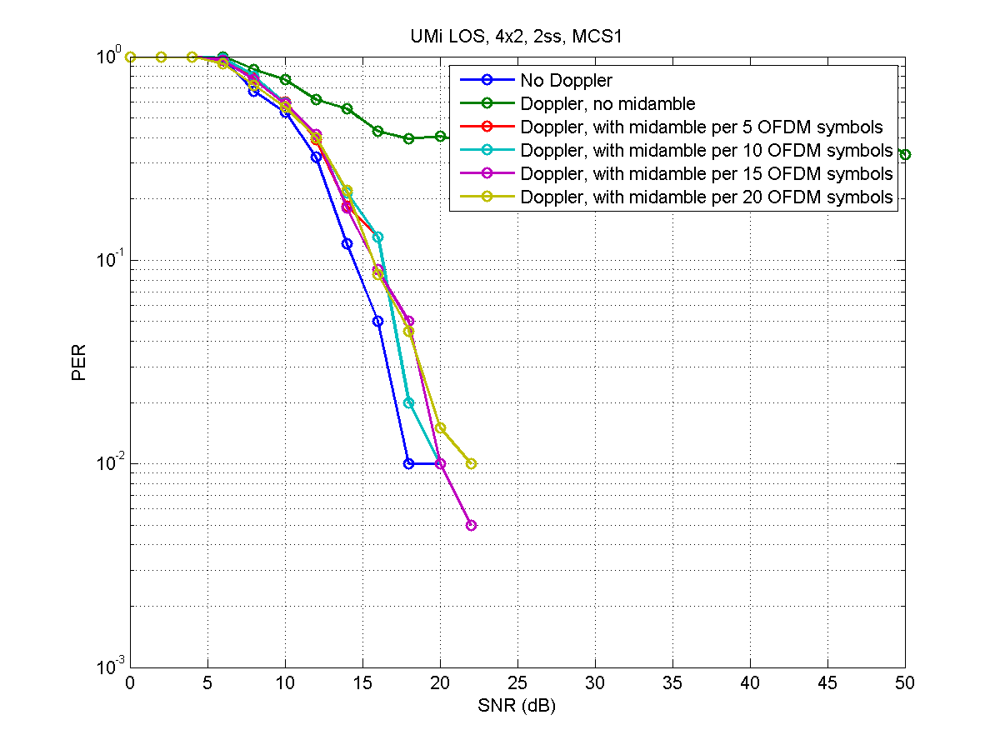 UMi LOS, 4x2, 2ss, MCS1
10^0
No Doppler
Doppler, no midamble
Doppler, with midamble per 5 OFDM symbols
Doppler, with midamble per 10 OFDM symbols
Doppler, with midamble per 15 OFDM symbols
Doppler, with midamble per 20 OFDM symbols
10^-1
PER
10^-2
10^-3
0 5 10 15 20 25 30 35 40 45 50
SNR (dB)